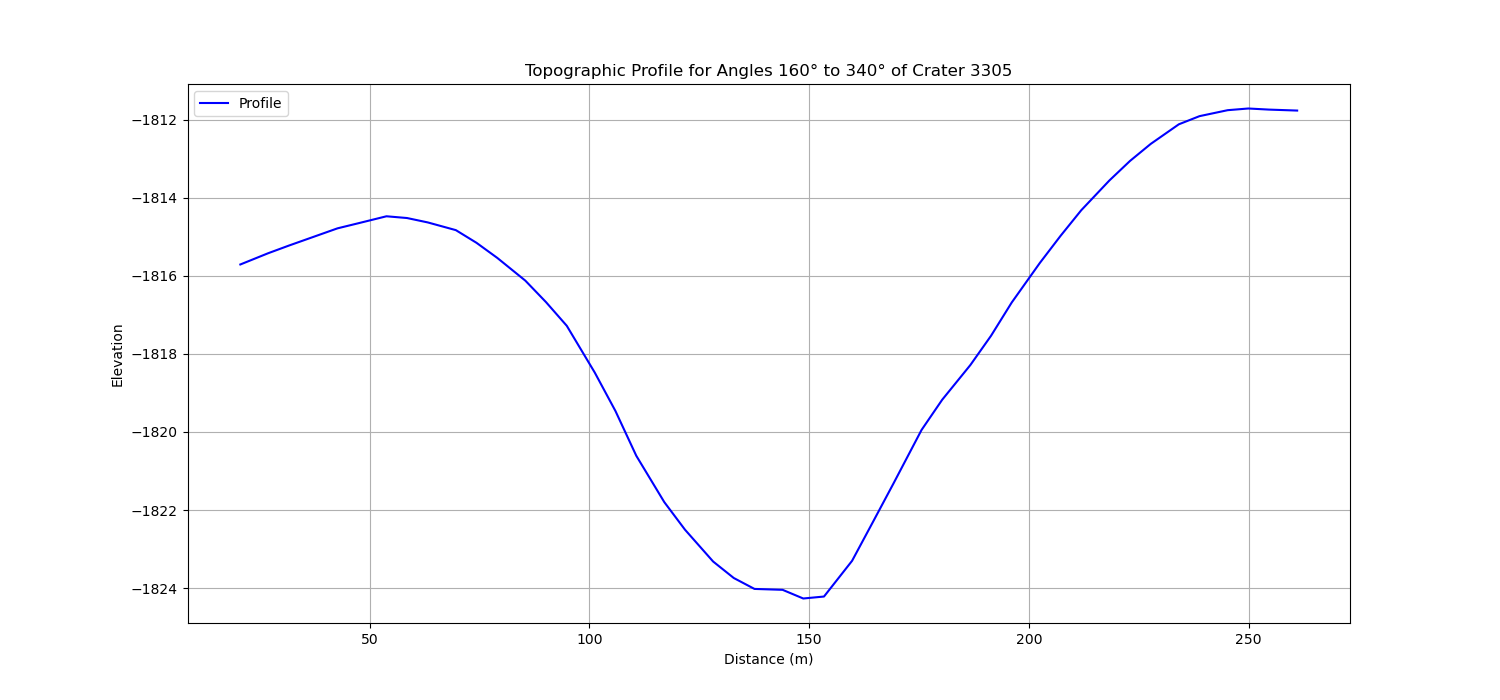 Topographic Profile for Angles 160° to 340° of Crater 3305
Profile
−1812
−1814
−1816
−1818
−1820
−1822
−1824
Elevation
50 100 150 200 250
Distance (m)